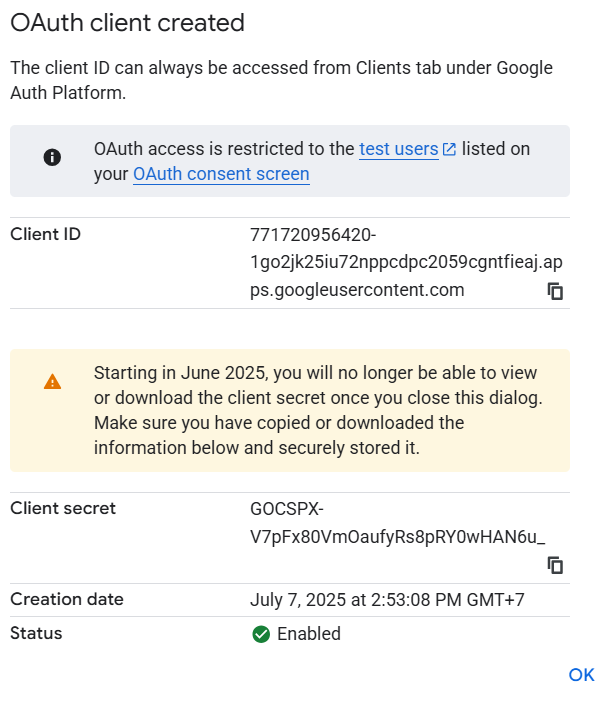 OAuth client created
The client ID can always be accessed from Clients tab under Google
Auth Platform.
OAuth access is restricted to the test users listed on
your OAuth consent screen
Client ID
771720956420-
1go2jk25iu72nppcdpc2059cgntfieaj.ap
ps.googleusercontent.com
Starting in June 2025, you will no longer be able to view
or download the client secret once you close this dialog.
Make sure you have copied or downloaded the
information below and securely stored it.
Client secret
GOCSPX-
V7pFx80VmOaufyRs8pRY0wHAN6u_
Creation date
July 7, 2025 at 2:53:08 PM GMT+7
Status
Enabled
OK